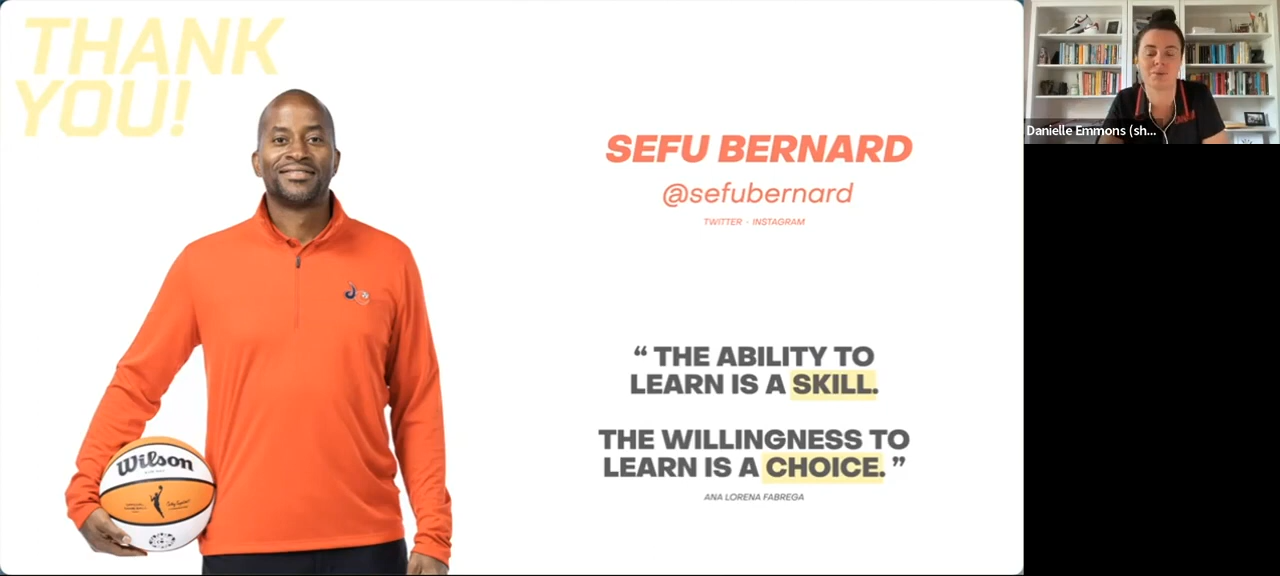 THANK
YOU!
SEFU BERNARD
@sefubernard
TWITTER · INSTAGRAM
“ THE ABILITY TO
LEARN IS A SKILL.
THE WILLINGNESS TO
LEARN IS A CHOICE. ”
ANA LORENA FABREGA
Wilson
Danielle Emmons (sh...